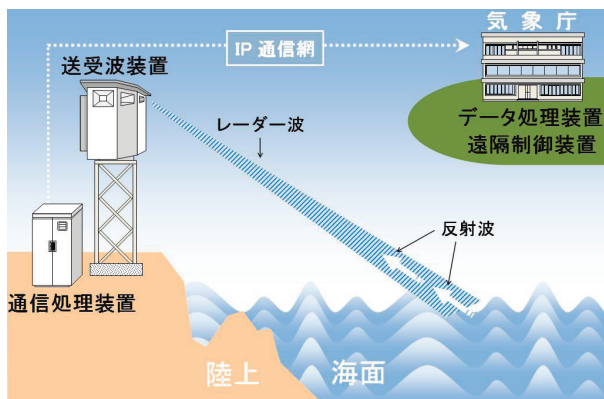 気象庁
IP 通信網
送受波装置
データ処理装置
遠隔制御装置
レーダー波
反射波
通信処理装置
陸上
海面